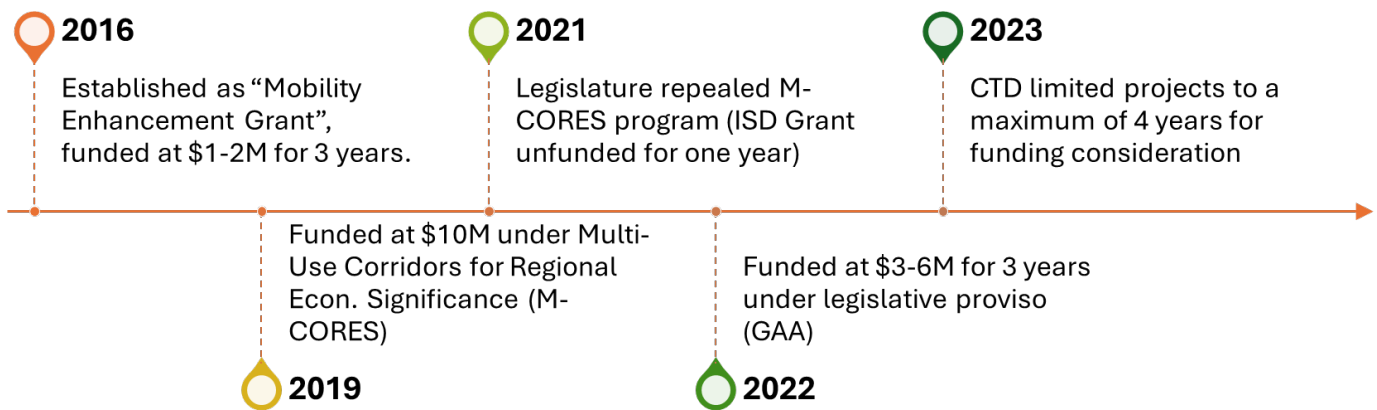 2016
Established as “Mobility
Enhancement Grant”,
funded at $1-2M for 3 years.
2019
Funded at $10M under Multi-
Use Corridors for Regional
Econ. Significance (M-
CORES)
2021
Legislature repealed M-
CORES program (ISD Grant
unfunded for one year)
2022
Funded at $3-6M for 3 years
under legislative proviso
(GAA)
2023
CTD limited projects to a
maximum of 4 years for
funding consideration